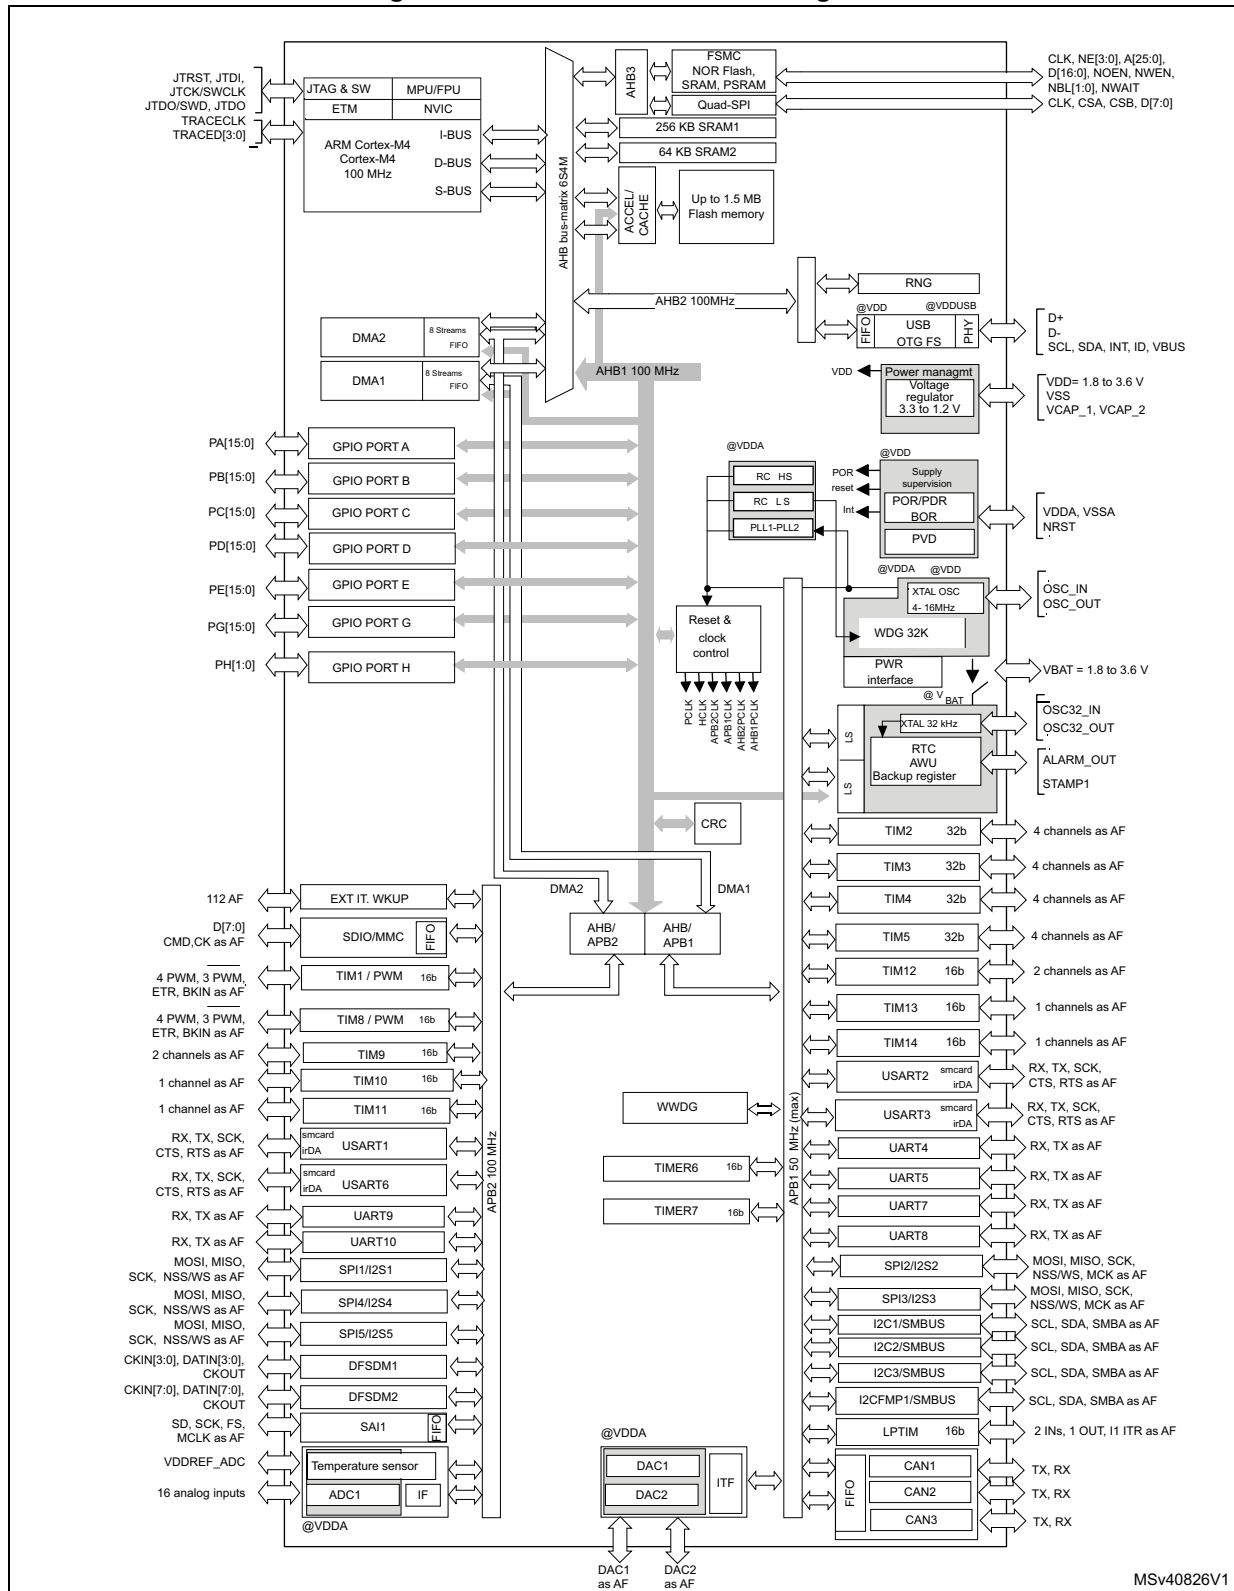 JTRST, JTDI,
JTCK/SWCLK
JTDO/SWD, JTDO
TRACECLK
TRACED[3:0]
JTAG & SW
MPU/FPU
ETM
NVIC
ARM Cortex-M4
Cortex-M4
100 MHz
I-BUS
D-BUS
S-BUS
AHB bus-matrix 6S4M
AHB3
FSMC
NOR Flash,
SRAM, PSRAM
Quad-SPI
256 KB SRAM1
64 KB SRAM2
ACCEL/
CACHE
Up to 1.5 MB
Flash memory
CLK, NE[3:0], A[25:0],
D[16:0], NOEN, NWEN,
NBL[1:0], NWAIT
CLK, CSA, CSB, D[7:0]
AHB2 100MHz
RNG
@VDD
@VDDUSB
FIFO
USB
OTG FS
PHY
D+
D-
SCL, SDA, INT, ID, VBUS
DMA2
8 Streams
FIFO
DMA1
8 Streams
FIFO
AHB1 100 MHz
VDD
Power managmt
Voltage
regulator
3.3 to 1.2 V
VDD= 1.8 to 3.6 V
VSS
VCAP_1, VCAP_2
PA[15:0]
GPIO PORT A
PB[15:0]
GPIO PORT B
PC[15:0]
GPIO PORT C
PD[15:0]
GPIO PORT D
PE[15:0]
GPIO PORT E
PG[15:0]
GPIO PORT G
PH[1:0]
GPIO PORT H
@VDDA
RC HS
RC LS
PLL1-PLL2
@VDD
POR
reset
Int
Supply
supervision
POR/PDR
BOR
PVD
VDDA, VSSA
NRST
@VDDA
@VDD
XTAL OSC
4- 16MHz
WDG 32K
OSC_IN
OSC_OUT
Reset &
clock
control
PCLK
HCLK
APB2CLK
APB1CLK
AHB2PCLK
AHB1PCLK
PWR
interface
VBAT = 1.8 to 3.6 V
@ VBAT
LS
LS
XTAL 32 kHz
RTC
AWU
Backup register
OSC32_IN
OSC32_OUT
ALARM_OUT
STAMP1
CRC
DMA2
DMA1
AHB/
APB2
AHB/
APB1
112 AF
EXT IT. WKUP
D[7:0]
CMD,CK as AF
SDIO/MMC
FIFO
4 PWM, 3 PWM,
ETR, BKIN as AF
TIM1 / PWM
16b
4 PWM, 3 PWM,
ETR, BKIN as AF
TIM8 / PWM
16b
2 channels as AF
TIM9
16b
1 channel as AF
TIM10
16b
1 channel as AF
TIM11
16b
RX, TX, SCK,
CTS, RTS as AF
smcard
irDA
USART1
RX, TX, SCK,
CTS, RTS as AF
smcard
irDA
USART6
RX, TX as AF
UART9
RX, TX as AF
UART10
MOSI, MISO,
SCK, NSS/WS as AF
SPI1/I2S1
MOSI, MISO,
SCK, NSS/WS as AF
SPI4/I2S4
MOSI, MISO,
SCK, NSS/WS as AF
SPI5/I2S5
CKIN[3:0], DATIN[3:0],
CKOUT
DFSDM1
CKIN[7:0], DATIN[7:0],
CKOUT
DFSDM2
SD, SCK, FS,
MCLK as AF
SAI1
FIFO
VDDREF_ADC
Temperature sensor
16 analog inputs
ADC1
IF
@VDDA
APB2 100 MHz
WWDG
TIMER6
16b
TIMER7
16b
@VDDA
DAC1
DAC2
ITF
DAC1
as AF
DAC2
as AF
APB1 50 MHz (max)
TIM2
32b
4 channels as AF
TIM3
32b
4 channels as AF
TIM4
32b
4 channels as AF
TIM5
32b
4 channels as AF
TIM12
16b
2 channels as AF
TIM13
16b
1 channels as AF
TIM14
16b
1 channels as AF
USART2
smcard
irDA
RX, TX, SCK,
CTS, RTS as AF
USART3
smcard
irDA
RX, TX, SCK,
CTS, RTS as AF
UART4
RX, TX as AF
UART5
RX, TX as AF
UART7
RX, TX as AF
UART8
RX, TX as AF
SPI2/I2S2
MOSI, MISO, SCK,
NSS/WS, MCK as AF
SPI3/I2S3
MOSI, MISO, SCK,
NSS/WS, MCK as AF
I2C1/SMBUS
SCL, SDA, SMBA as AF
I2C2/SMBUS
SCL, SDA, SMBA as AF
I2C3/SMBUS
SCL, SDA, SMBA as AF
I2CFMP1/SMBUS
SCL, SDA, SMBA as AF
LPTIM
16b
2 INs, 1 OUT, I1 ITR as AF
FIFO
CAN1
TX, RX
CAN2
TX, RX
CAN3
TX, RX
MSv40826V1